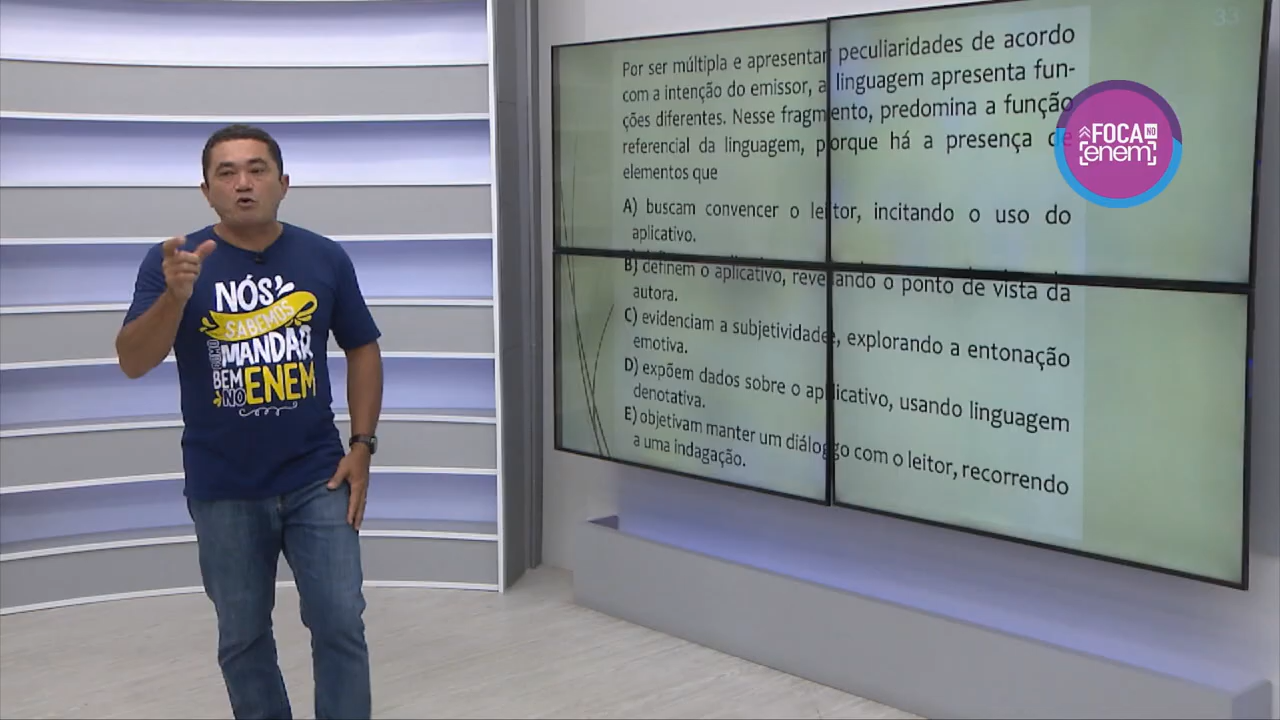 33
Por ser múltipla e apresentar peculiaridades de acordo
com a intenção do emissor, a linguagem apresenta fun-
ções diferentes. Nesse fragmento, predomina a função
referencial da linguagem, porque há a presença de
elementos que
A) buscam convencer o leitor, incitando o uso do
aplicativo.
B) definem o aplicativo, revelando o ponto de vista da
autora.
C) evidenciam a subjetividade, explorando a entonação
emotiva.
D) expõem dados sobre o aplicativo, usando linguagem
denotativa.
E) objetivam manter um diálogo com o leitor, recorrendo
a uma indagação.
FOCA NO
enem
NÓS
SABEMOS
COMO
MANDAR
BEM
NO ENEM